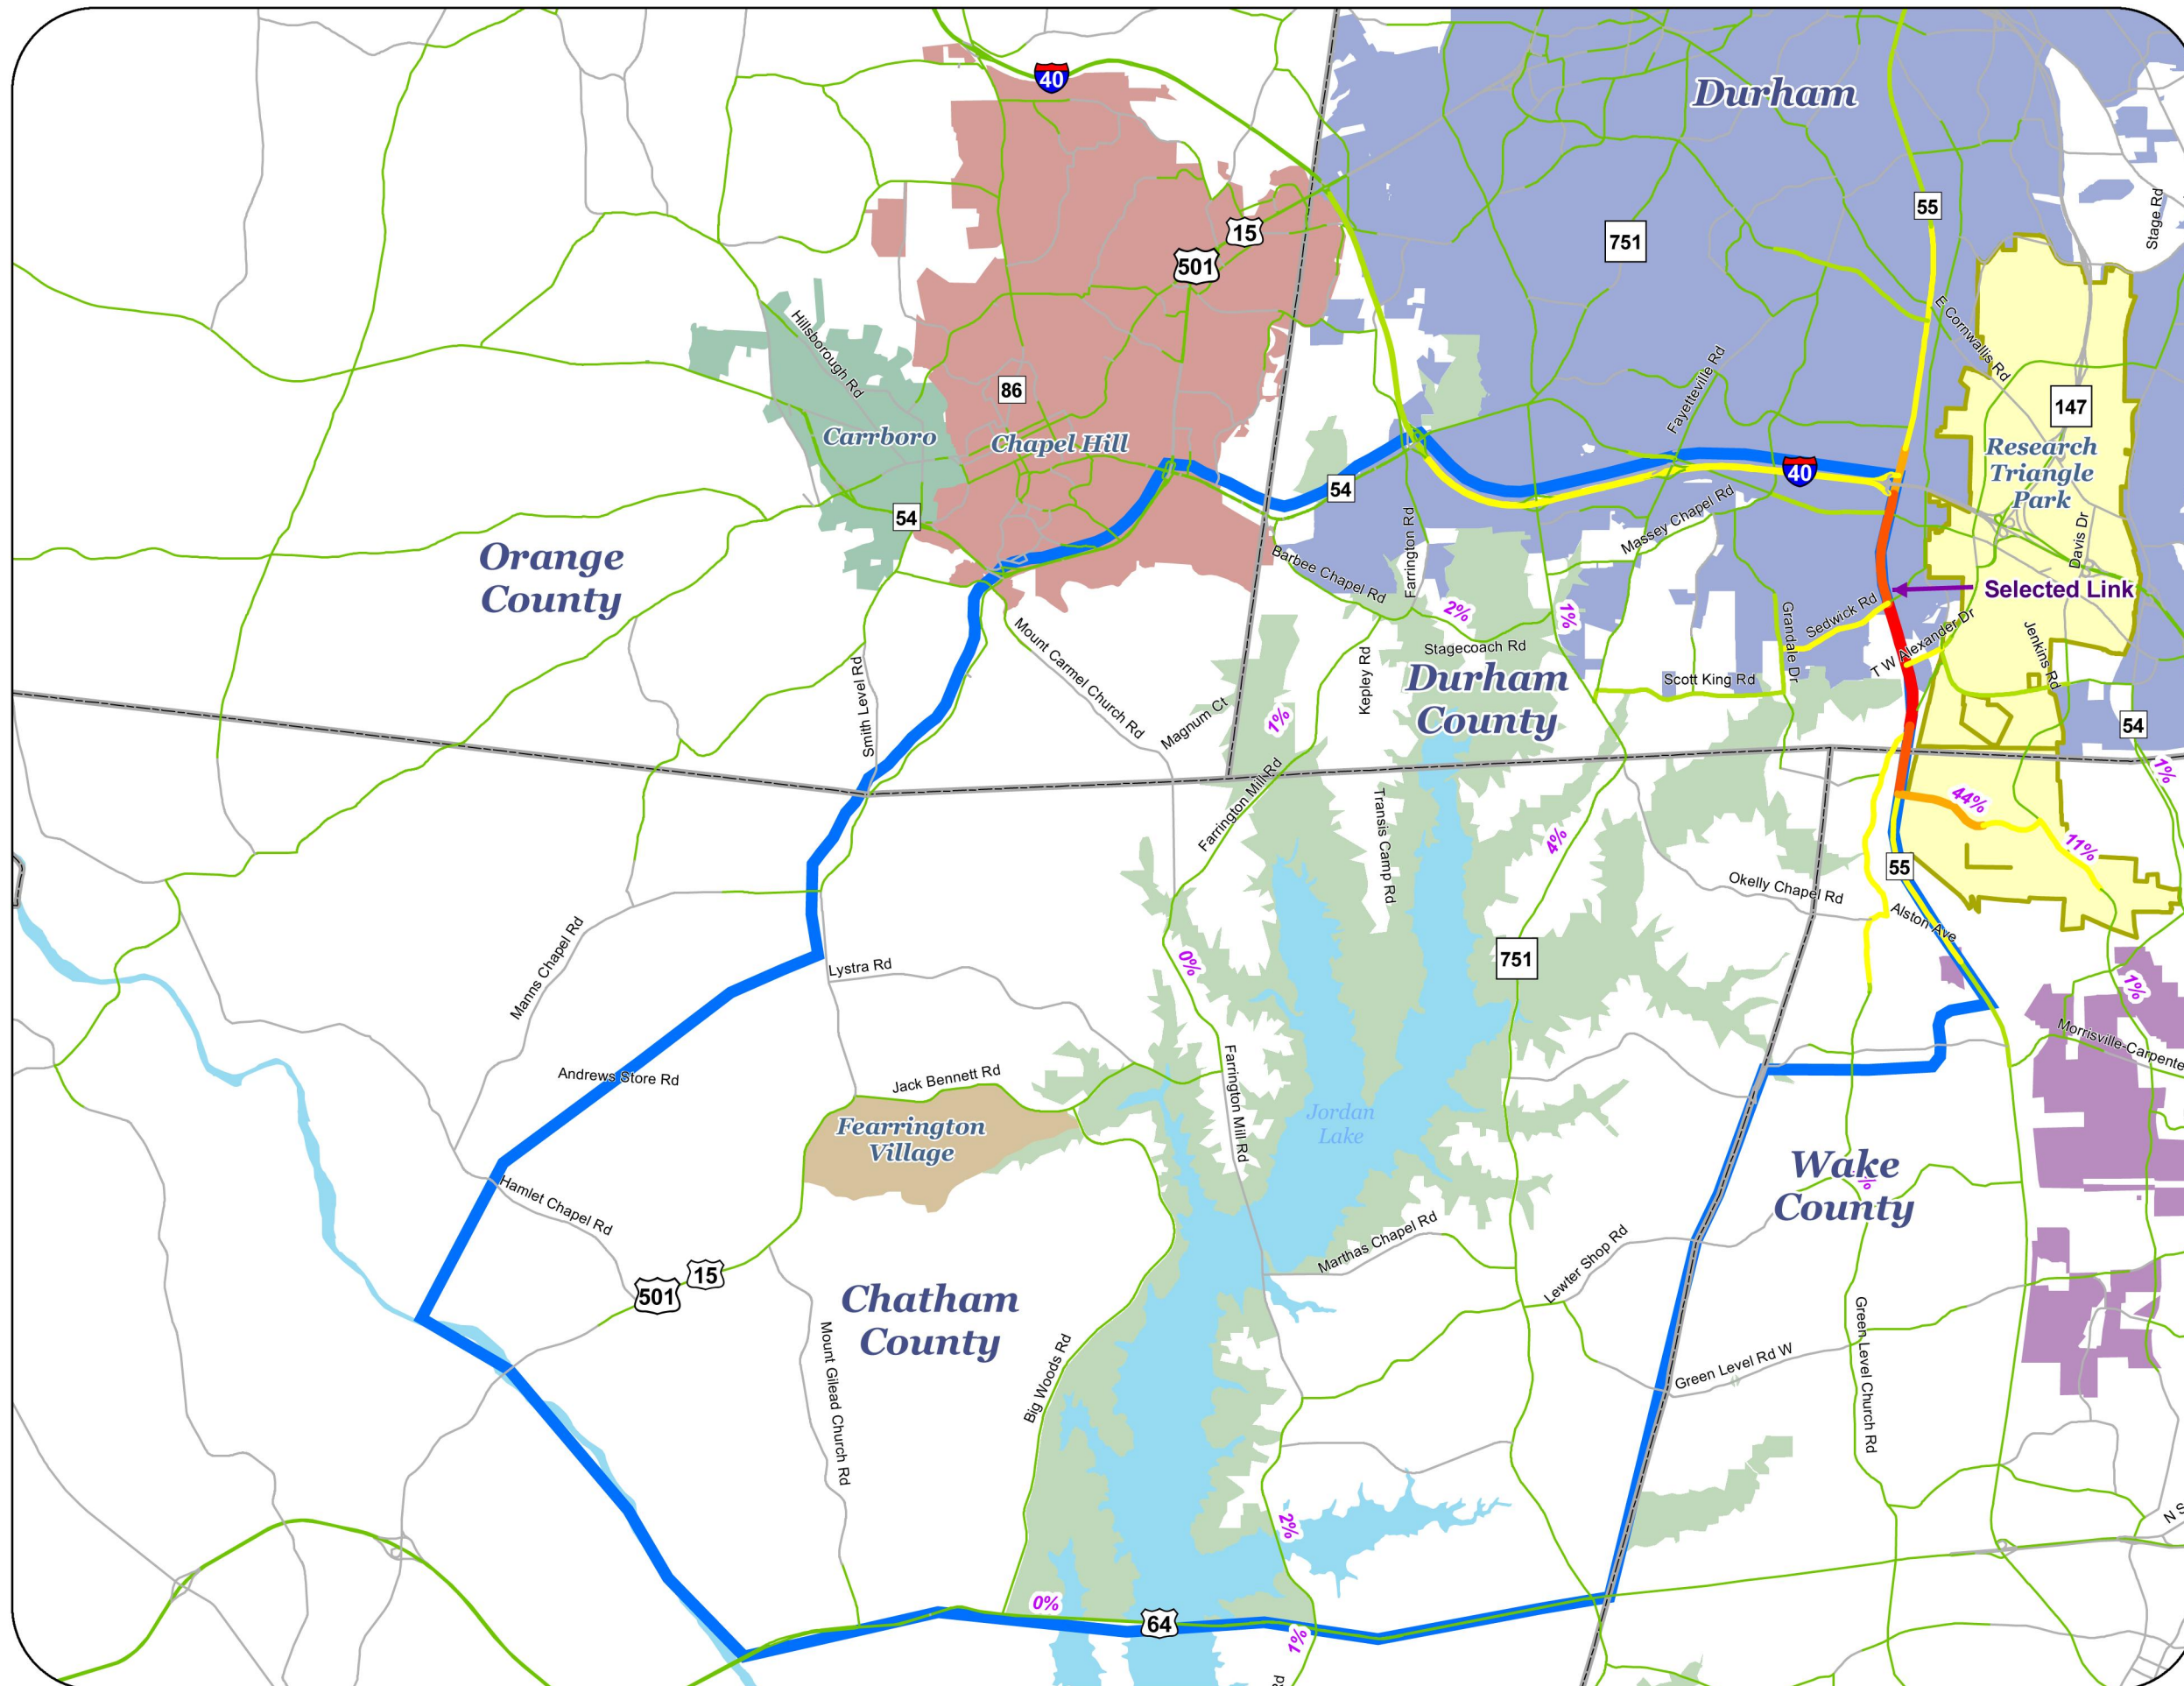 40
Durham
55
Stage Rd
15
751
501
E Cornwallis Rd
Hillsborough Rd
Fayetteville Rd
86
147
Carrboro
Chapel Hill
Research
Triangle
Park
40
54
54
Massey Chapel Rd
Farrington Rd
Davis Dr
Orange
County
Barbee Chapel Rd
Selected Link
2%
1%
Sedwick Rd
Grandale Dr
T W Alexander Dr
Jenkins Rd
Mount Carmel Church Rd
Stagecoach Rd
Smith Level Rd
Kepley Rd
Durham
County
Scott King Rd
Magnum Ct
1%
54
1%
Farrington Mill Rd
Transis Camp Rd
4%
44%
11%
55
Okelly Chapel Rd
Alston Ave
Manns Chapel Rd
Lystra Rd
0%
751
1%
Morrisville-Carpente
Andrews Store Rd
Jack Bennett Rd
Farrington Mill Rd
Jordan
Lake
Fearrington
Village
Wake
County
%
Hamlet Chapel Rd
Marthas Chapel Rd
Lewter Shop Rd
15
501
Chatham
County
Mount Gilead Church Rd
Big Woods Rd
Green Level Rd W
Green Level Church Rd
2%
N S
0%
64
1%
Rd